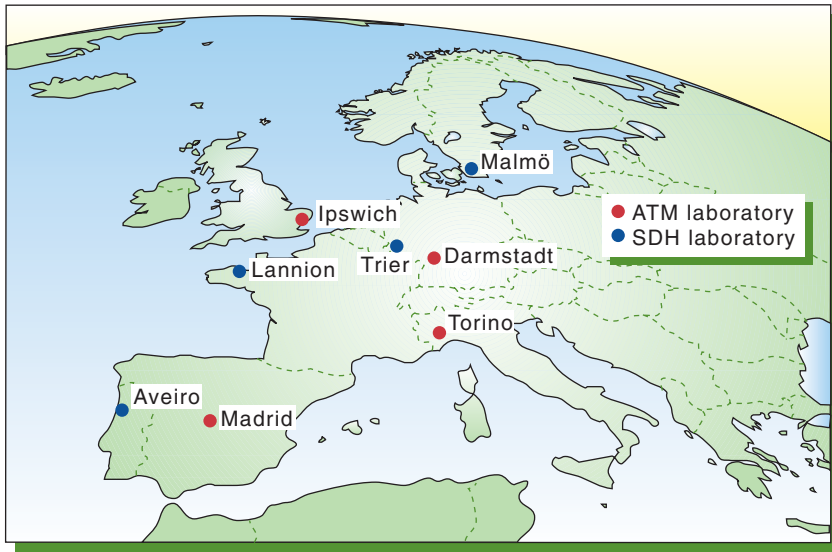 Malmö
Ipswich
ATM laboratory
SDH laboratory
Trier
Darmstadt
Lannion
Torino
Aveiro
Madrid